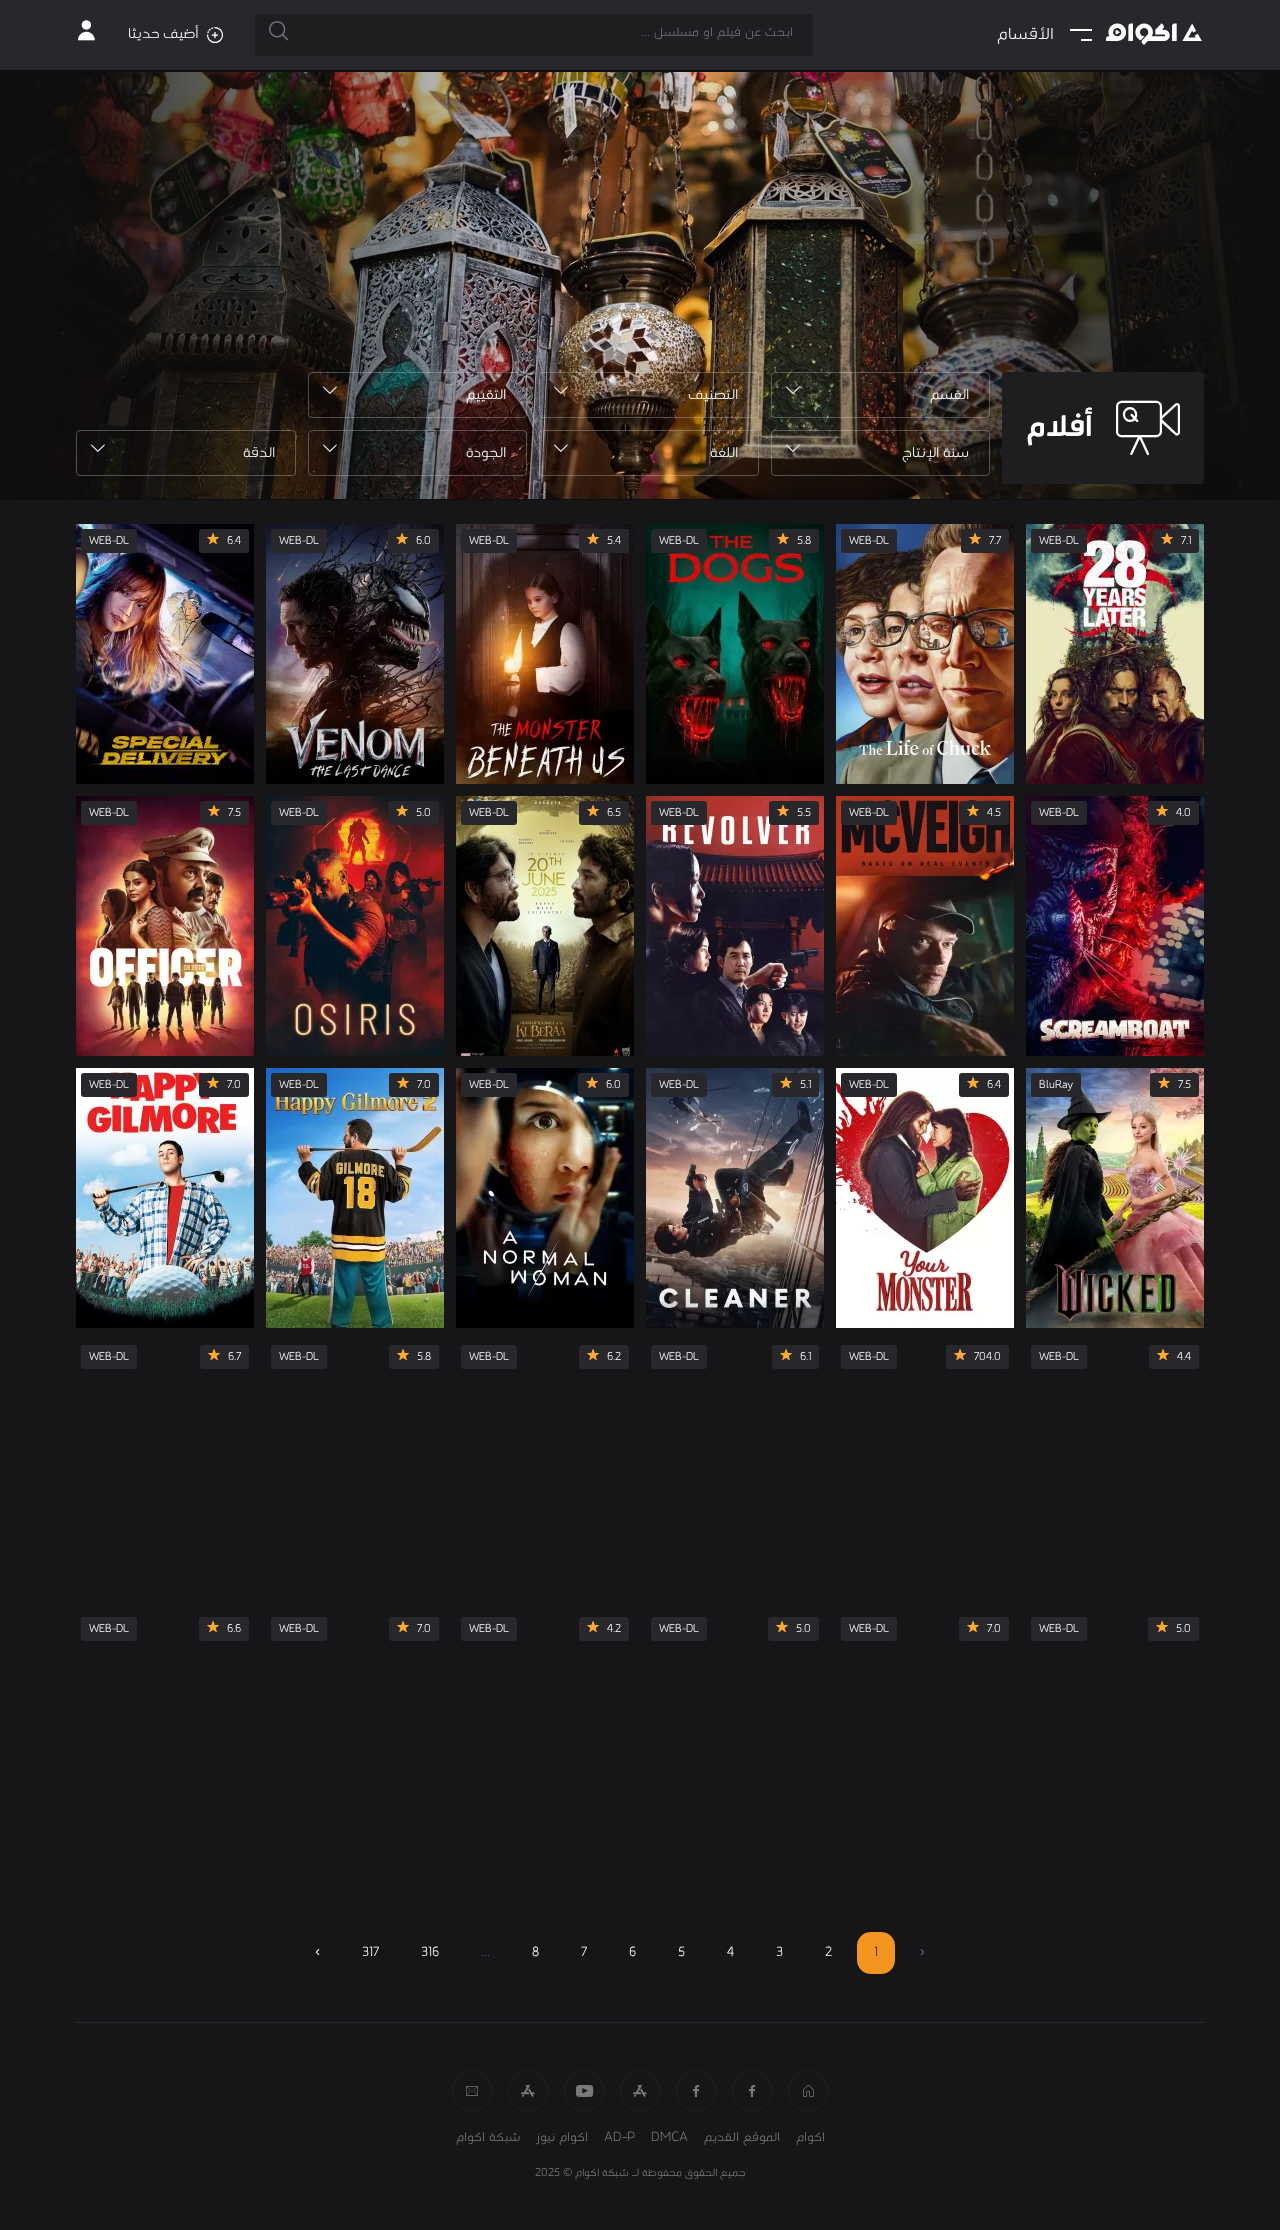 اكوام
الأقسام
ابحث عن فيلم او مسلسل ...
أضيف حديثا
أفلام
القسم
التصنيف
التقييم
سنة الإنتاج
اللغة
الجودة
الدقة
WEB-DL 7.1
28
YEARS
LATER
WEB-DL 7.7
The Life of Chuck
WEB-DL 5.8
THE
DOGS
WEB-DL 5.4
THE MONSTER
BENEATH US
WEB-DL 6.0
VENOM
THE LAST DANCE
WEB-DL 6.4
SPECIAL
DELIVERY
WEB-DL 4.0
SCREAMBOAT
WEB-DL 4.5
MCVEIGH
BASED ON REAL EVENTS
WEB-DL 5.5
REVOLVER
WEB-DL 6.5
20TH
JUNE
2025
KUBERAA
WEB-DL 5.0
OSIRIS
WEB-DL 7.5
OFFICER
ON DUTY
BluRay 7.5
WICKED
WEB-DL 6.4
Your
MONSTER
WEB-DL 5.1
CLEANER
WEB-DL 6.0
A
NORMAL
WOMAN
WEB-DL 7.0
Happy Gilmore 2
GILMORE
18
WEB-DL 7.0
HAPPY
GILMORE
WEB-DL 4.4
WEB-DL 704.0
WEB-DL 6.1
WEB-DL 6.2
WEB-DL 5.8
WEB-DL 6.7
WEB-DL 5.0
WEB-DL 7.0
WEB-DL 5.0
WEB-DL 4.2
WEB-DL 7.0
WEB-DL 6.6
‹ 1 2 3 4 5 6 7 8 ... 316 317 ›
اكوام الموقع القديم DMCA AD-P اكوام نيوز شبكة اكوام
جميع الحقوق محفوظة لـ شبكة اكوام © 2025